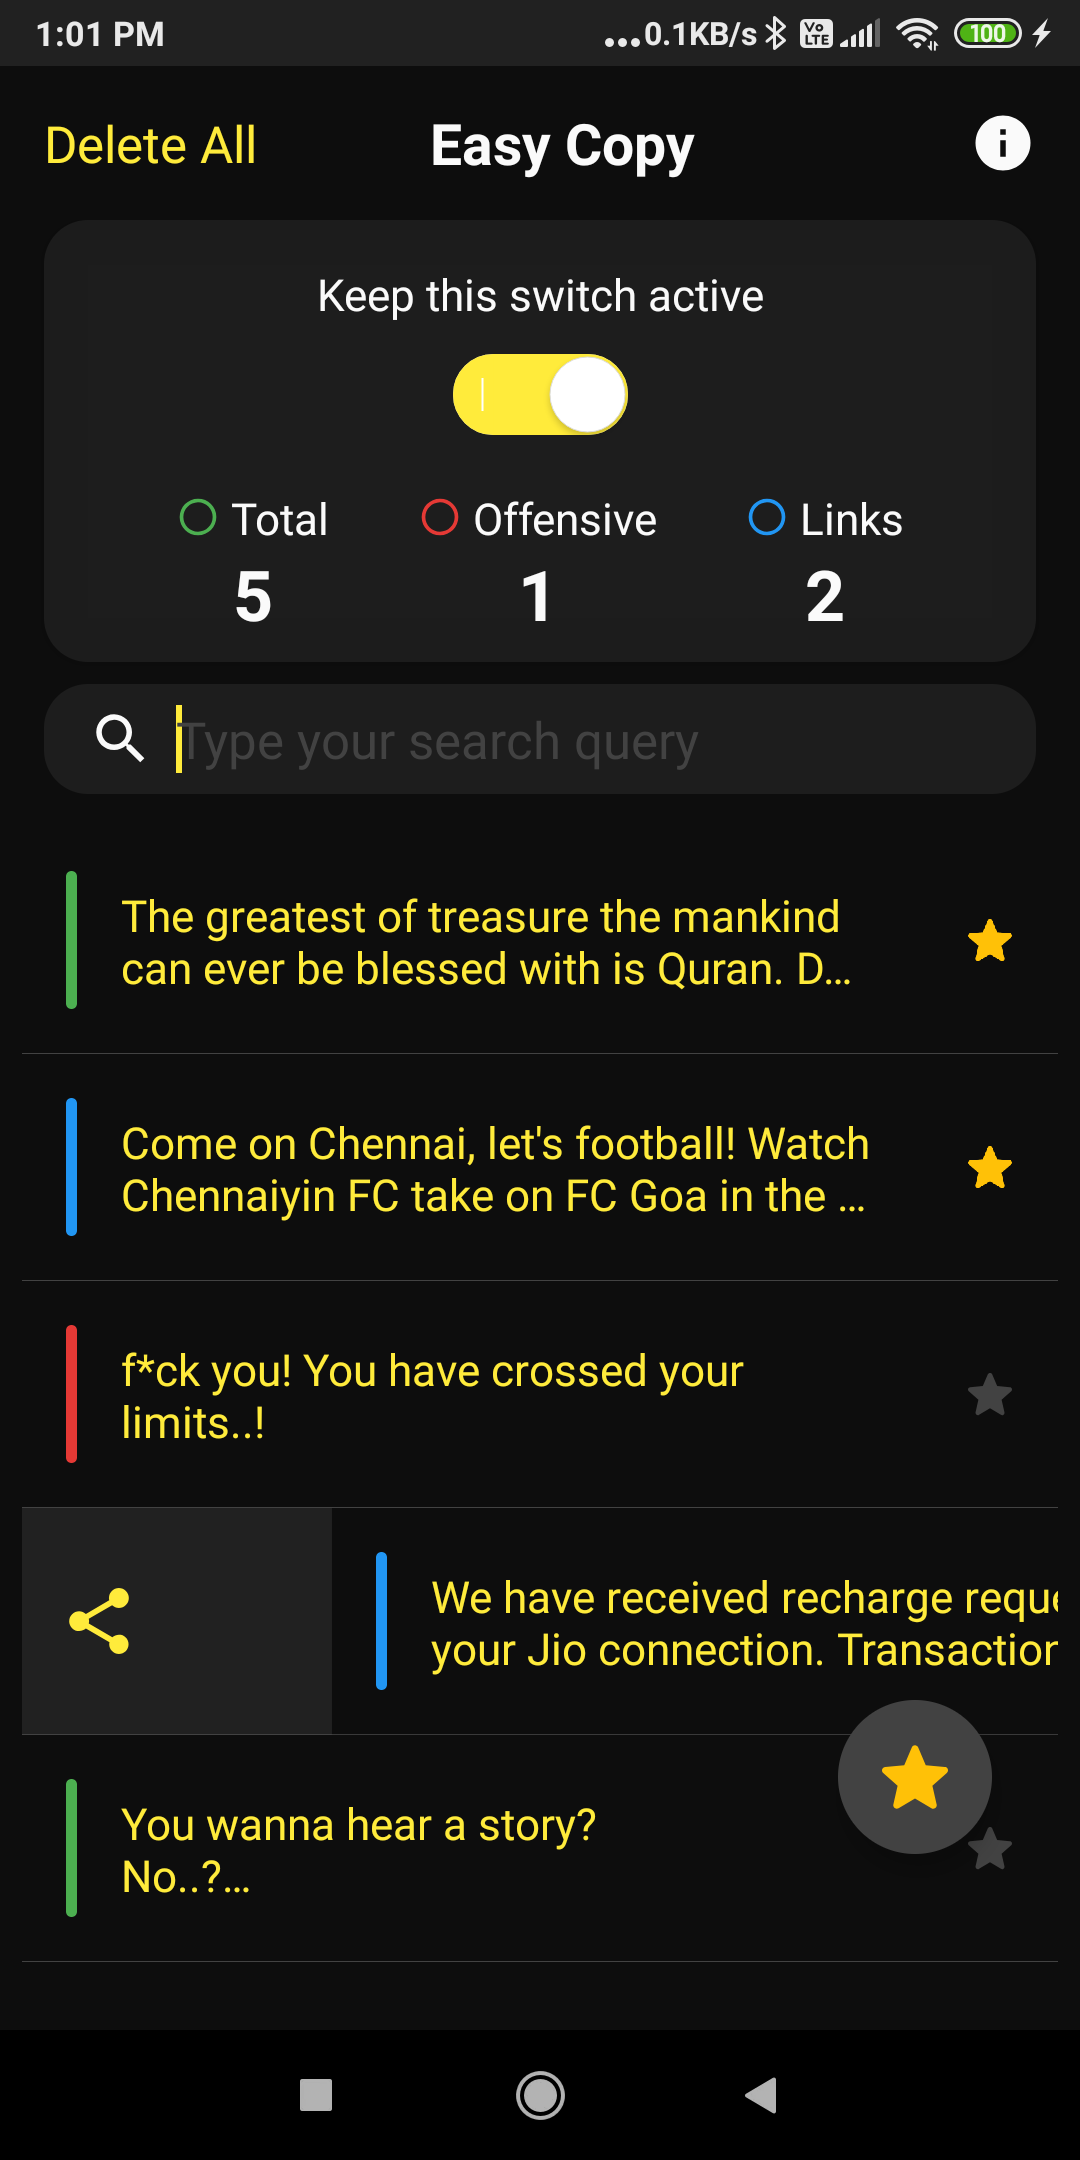 1:01 PM
...0.1KB/s
Vo
LTE
100
Delete All
Easy Copy
Keep this switch active
Total
Offensive
Links
5
1
2
Type your search query
The greatest of treasure the mankind
can ever be blessed with is Quran. D...
Come on Chennai, let's football! Watch
Chennaiyin FC take on FC Goa in the ...
f*ck you! You have crossed your
limits..!
We have received recharge reque
your Jio connection. Transaction
You wanna hear a story?
No..?...